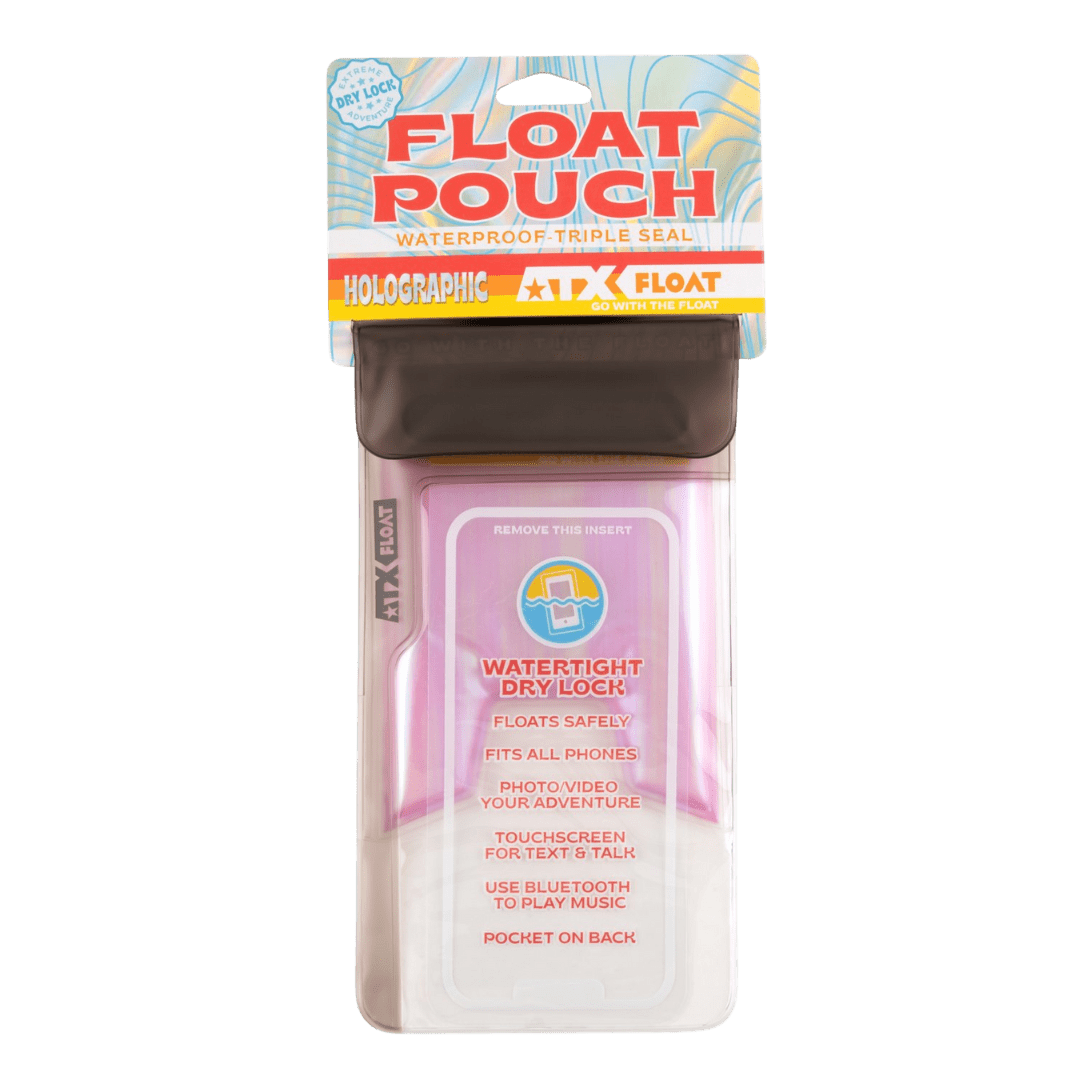 EXTREME
DRY LOCK
ADVENTURE
FLOAT
POUCH
WATERPROOF-TRIPLE SEAL
HOLOGRAPHIC
ATX FLOAT
GO WITH THE FLOAT
ATX FLOAT
REMOVE THIS INSERT
WATERTIGHT
DRY LOCK
FLOATS SAFELY
FITS ALL PHONES
PHOTO/VIDEO
YOUR ADVENTURE
TOUCHSCREEN
FOR TEXT & TALK
USE BLUETOOTH
TO PLAY MUSIC
POCKET ON BACK